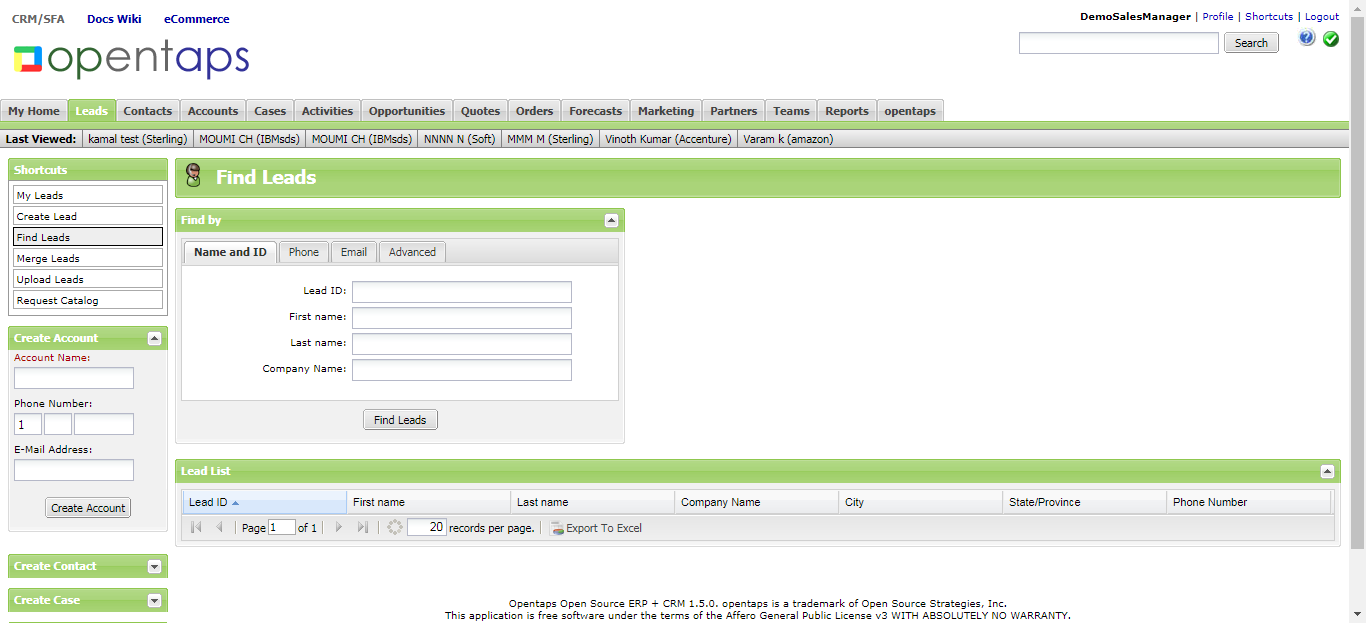 CRM/SFA Docs Wiki eCommerce
DemoSalesManager | Profile | Shortcuts | Logout
opentaps
Search
?
My Home Leads Contacts Accounts Cases Activities Opportunities Quotes Orders Forecasts Marketing Partners Teams Reports opentaps
Last Viewed: kamal test (Sterling) MOUMI CH (IBMsds) MOUMI CH (IBMsds) NNNN N (Soft) MMM M (Sterling) Vinoth Kumar (Accenture) Varam k (amazon)
Shortcuts
My Leads
Create Lead
Find Leads
Merge Leads
Upload Leads
Request Catalog
Create Account
Account Name:
Phone Number:
1
E-Mail Address:
Create Account
Create Contact
Create Case
Find Leads
Find by
Name and ID Phone Email Advanced
Lead ID:
First name:
Last name:
Company Name:
Find Leads
Lead List
Lead ID First name Last name Company Name City State/Province Phone Number
Page 1 of 1 20 records per page. Export To Excel
Opentaps Open Source ERP + CRM 1.5.0. opentaps is a trademark of Open Source Strategies, Inc.
This application is free software under the terms of the Affero General Public License v3 WITH ABSOLUTELY NO WARRANTY.